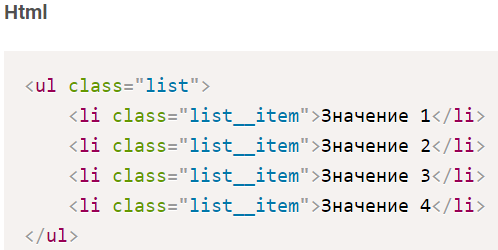 Html
<ul class="list">
    <li class="list__item">Значение 1</li>
    <li class="list__item">Значение 2</li>
    <li class="list__item">Значение 3</li>
    <li class="list__item">Значение 4</li>
</ul>